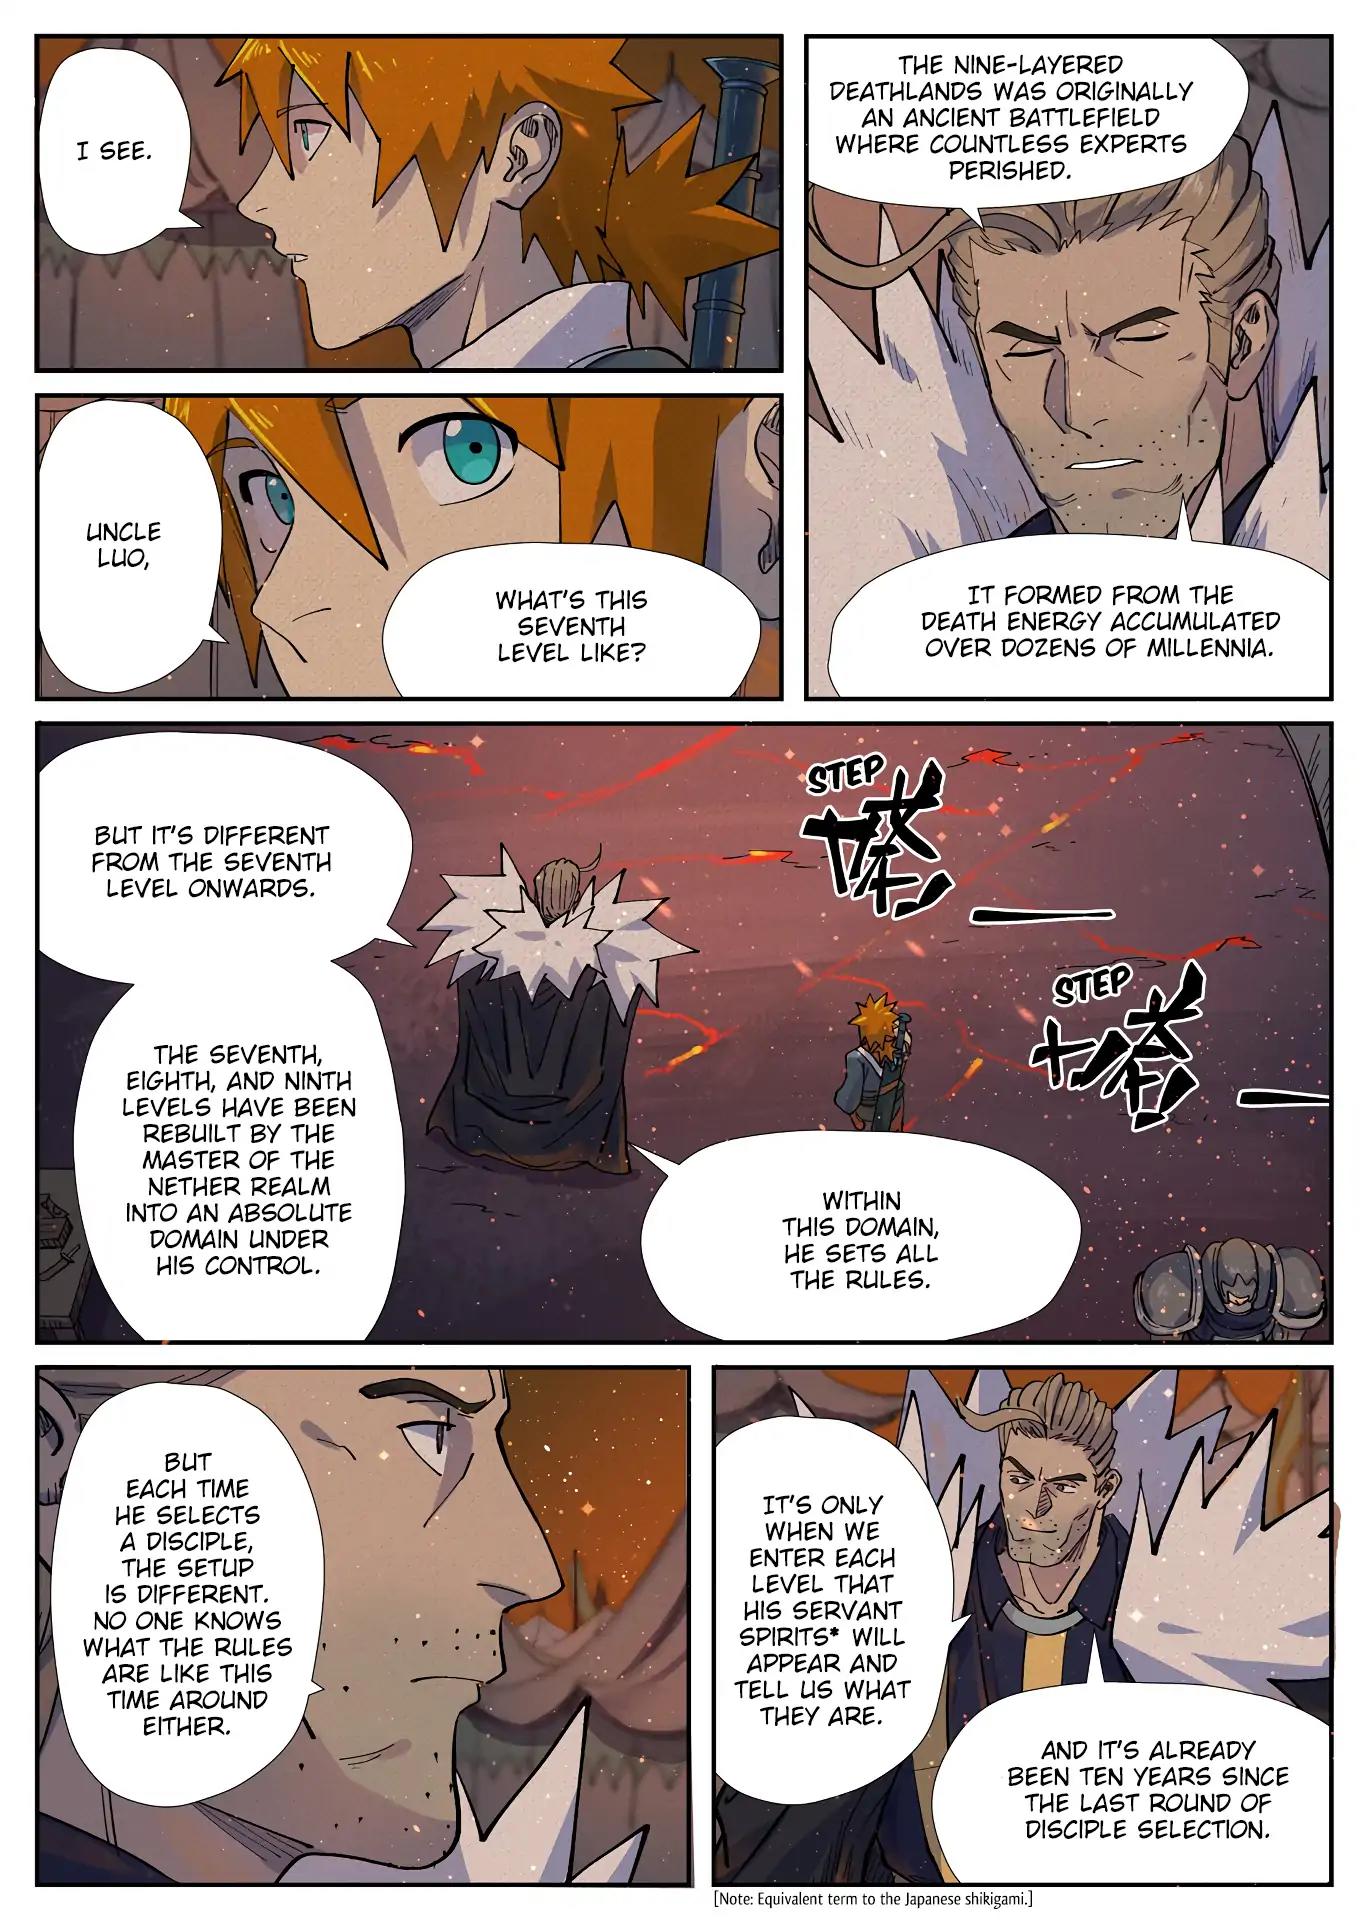 I SEE.
UNCLE
LUO,
WHAT'S THIS
SEVENTH
LEVEL LIKE?
THE NINE-LAYERED
DEATHLANDS WAS ORIGINALLY
AN ANCIENT BATTLEFIELD
WHERE COUNTLESS EXPERTS
PERISHED.
IT FORMED FROM THE
DEATH ENERGY ACCUMULATED
OVER DOZENS OF MILLENNIA.
BUT IT'S DIFFERENT
FROM THE SEVENTH
LEVEL ONWARDS.
THE SEVENTH,
EIGHTH, AND NINTH
LEVELS HAVE BEEN
REBUILT BY THE
MASTER OF THE
NETHER REALM
INTO AN ABSOLUTE
DOMAIN UNDER
HIS CONTROL.
STEP
STEP
WITHIN
THIS DOMAIN,
HE SETS ALL
THE RULES.
BUT
EACH TIME
HE SELECTS
A DISCIPLE,
THE SETUP
IS DIFFERENT.
NO ONE KNOWS
WHAT THE RULES
ARE LIKE THIS
TIME AROUND
EITHER.
IT'S ONLY
WHEN WE
ENTER EACH
LEVEL THAT
HIS SERVANT
SPIRITS* WILL
APPEAR AND
TELL US WHAT
THEY ARE.
AND IT'S ALREADY
BEEN TEN YEARS SINCE
THE LAST ROUND OF
DISCIPLE SELECTION.
[Note: Equivalent term to the Japanese shikigami.]